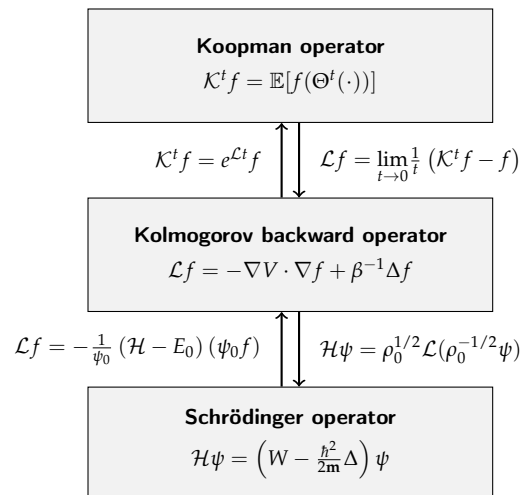 Koopman operator
𝒦ᵗf = 𝔼[f(Θᵗ(·))]
𝒦ᵗf = e^{ℒt}f
ℒf = lim_{t→0} 1/t (𝒦ᵗf − f)
Kolmogorov backward operator
ℒf = −∇V · ∇f + β⁻¹Δf
ℒf = −1/ψ₀ (ℋ − E₀) (ψ₀f)
ℋψ = ρ₀^{1/2}ℒ(ρ₀^{−1/2}ψ)
Schrödinger operator
ℋψ = (W − ℏ²/2m Δ) ψ